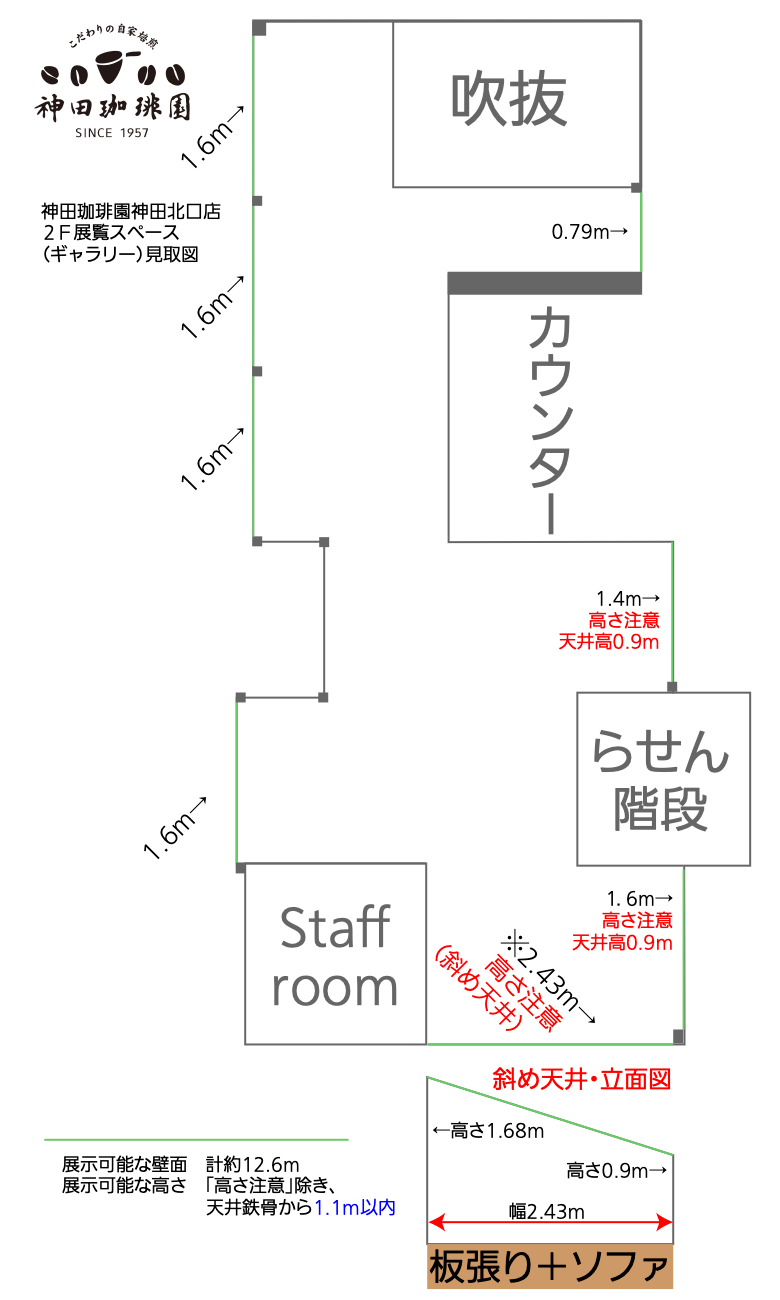 こだわりの自家焙煎
神田珈琲園
SINCE 1957
神田珈琲園神田北口店
２Ｆ展覧スペース
（ギャラリー）見取図
吹抜
1.6m→
0.79m→
1.6m→
カウンター
1.6m→
1.4m→
高さ注意
天井高0.9m
らせん
階段
1.6m→
1.6m→
高さ注意
天井高0.9m
Staff
room
※2.43m→
高さ注意
(斜め天井)
斜め天井・立面図
←高さ1.68m
高さ0.9m→
幅2.43m
板張り＋ソファ
展示可能な壁面　計約12.6m
展示可能な高さ　「高さ注意」除き、
天井鉄骨から1.1m以内